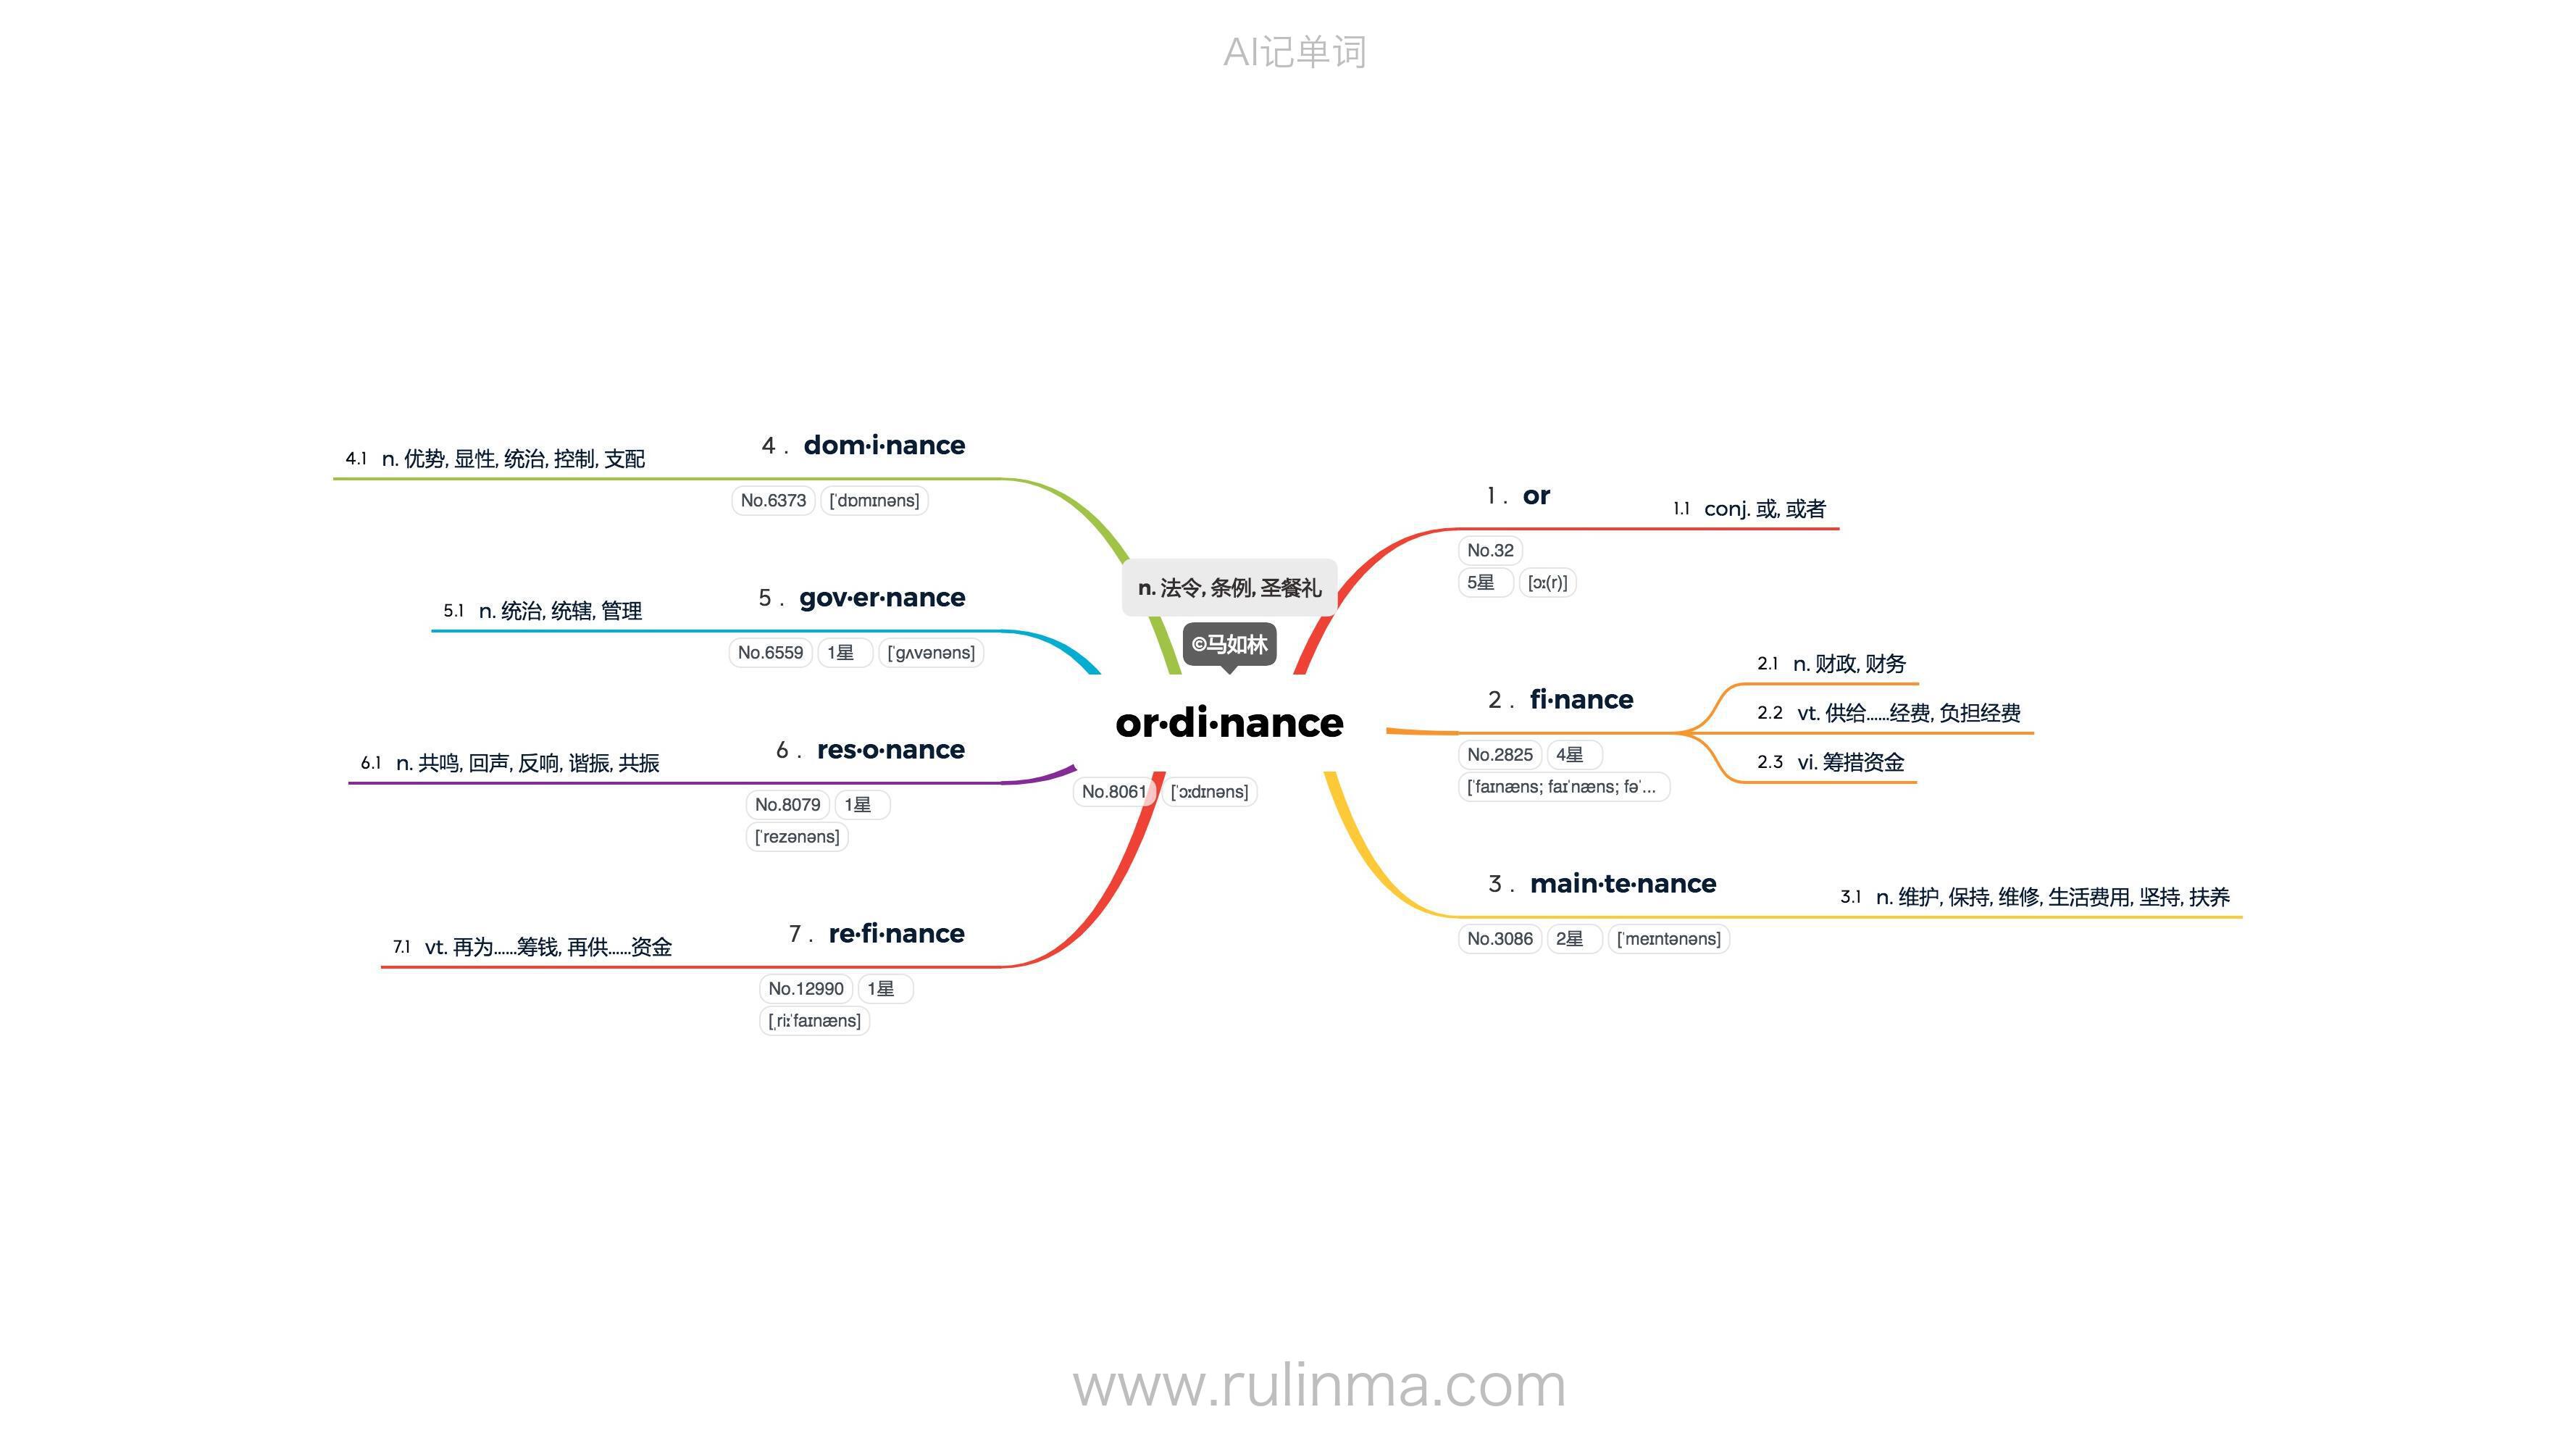 AI记单词
n. 法令, 条例, 圣餐礼
©马如林
or·di·nance
No.8061 [ˈɔːdɪnəns]
1 . or
1.1 conj. 或, 或者
No.32
5星 [ɔː(r)]
2 . fi·nance
2.1 n. 财政, 财务
2.2 vt. 供给……经费, 负担经费
2.3 vi. 筹措资金
No.2825 4星
[ˈfaɪnæns; faɪˈnæns; fəˈ...
3 . main·te·nance
3.1 n. 维护, 保持, 维修, 生活费用, 坚持, 扶养
No.3086 2星 [ˈmeɪntənəns]
4 . dom·i·nance
4.1 n. 优势, 显性, 统治, 控制, 支配
No.6373 [ˈdɒmɪnəns]
5 . gov·er·nance
5.1 n. 统治, 统辖, 管理
No.6559 1星 [ˈɡʌvənəns]
6 . res·o·nance
6.1 n. 共鸣, 回声, 反响, 谐振, 共振
No.8079 1星
[ˈrezənəns]
7 . re·fi·nance
7.1 vt. 再为……筹钱, 再供……资金
No.12990 1星
[ˌriːˈfaɪnæns]
www.rulinma.com